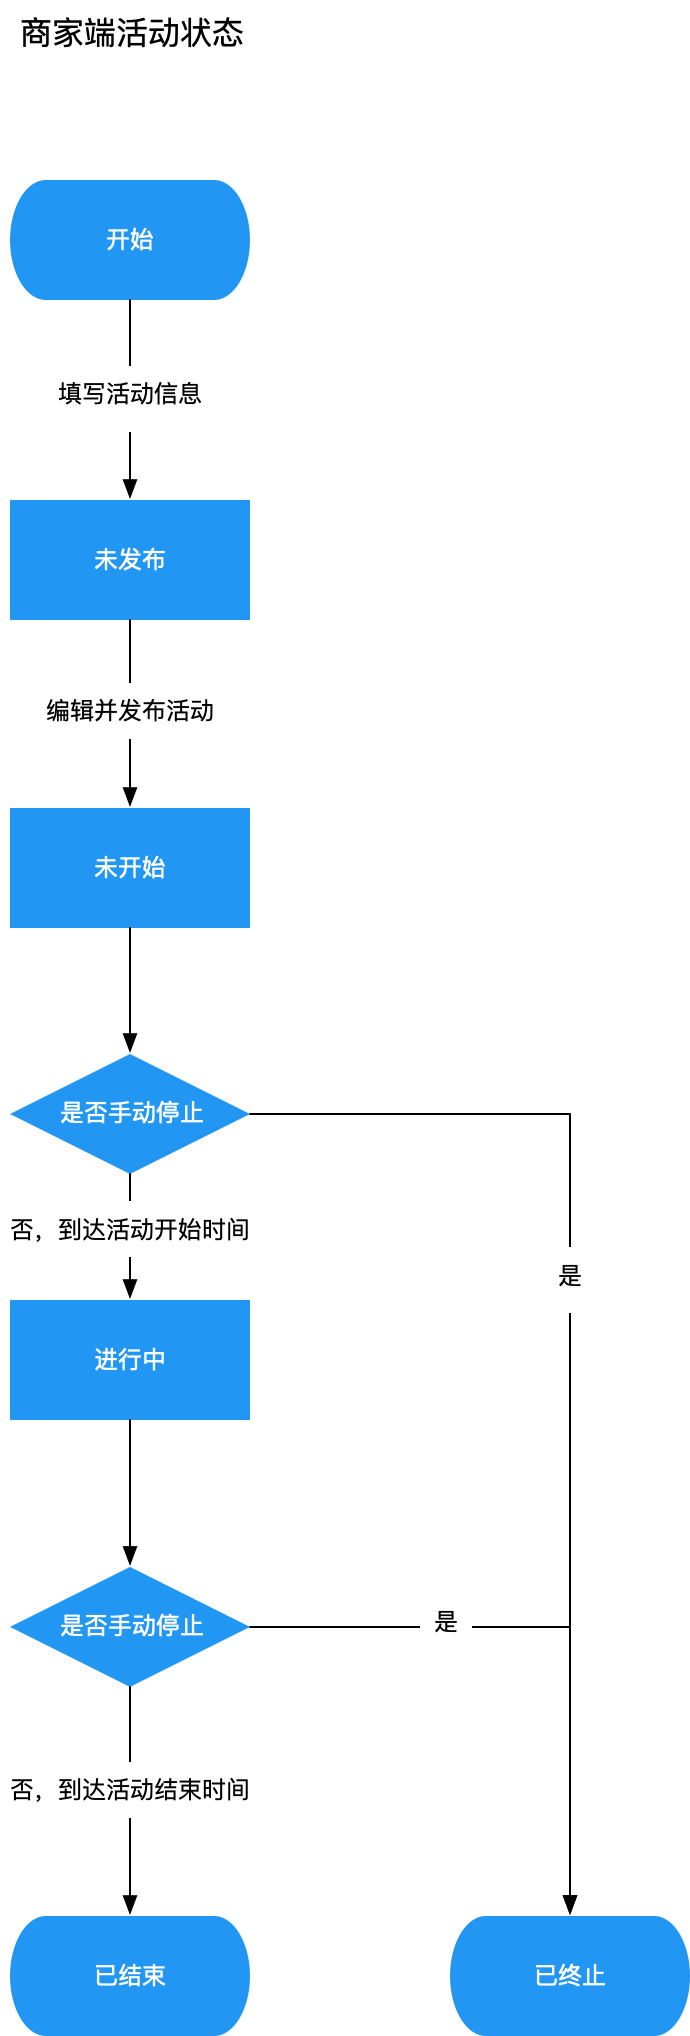 商家端活动状态
开始
填写活动信息
未发布
编辑并发布活动
未开始
是否手动停止
否，到达活动开始时间
是
进行中
是否手动停止
是
否，到达活动结束时间
已结束
已终止